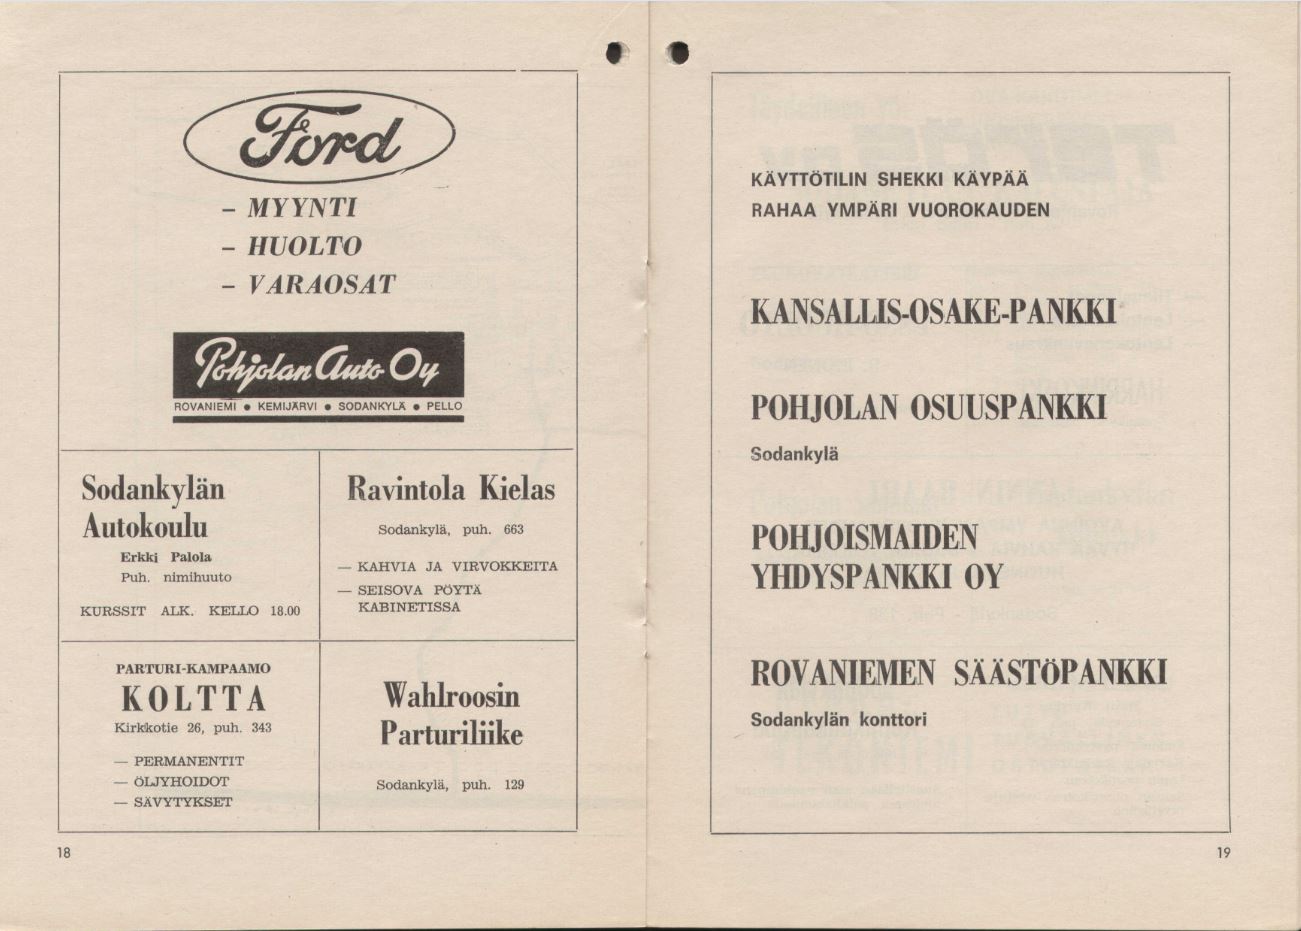 Ford
- MYYNTI
- HUOLTO
- VARAOSAT
Pohjolan Auto Oy
ROVANIEMI ● KEMIJÄRVI ● SODANKYLÄ ● PELLO
Sodankylän
Autokoulu
Erkki Palola
Puh. nimihuuto
KURSSIT ALK. KELLO 18.00
Ravintola Kielas
Sodankylä, puh. 663
— KAHVIA JA VIRVOKKEITA
— SEISOVA PÖYTÄ
KABINETISSA
PARTURI-KAMPAAMO
KOLTTA
Kirkkotie 26, puh. 343
— PERMANENTIT
— ÖLJYHOIDOT
— SÄVYTYKSET
Wahlroosin
Parturiliike
Sodankylä, puh. 129
18
KÄYTTÖTILIN SHEKKI KÄYPÄÄ
RAHAA YMPÄRI VUOROKAUDEN
KANSALLIS-OSAKE-PANKKI
POHJOLAN OSUUSPANKKI
Sodankylä
POHJOISMAIDEN
YHDYSPANKKI OY
ROVANIEMEN SÄÄSTÖPANKKI
Sodankylän konttori
19